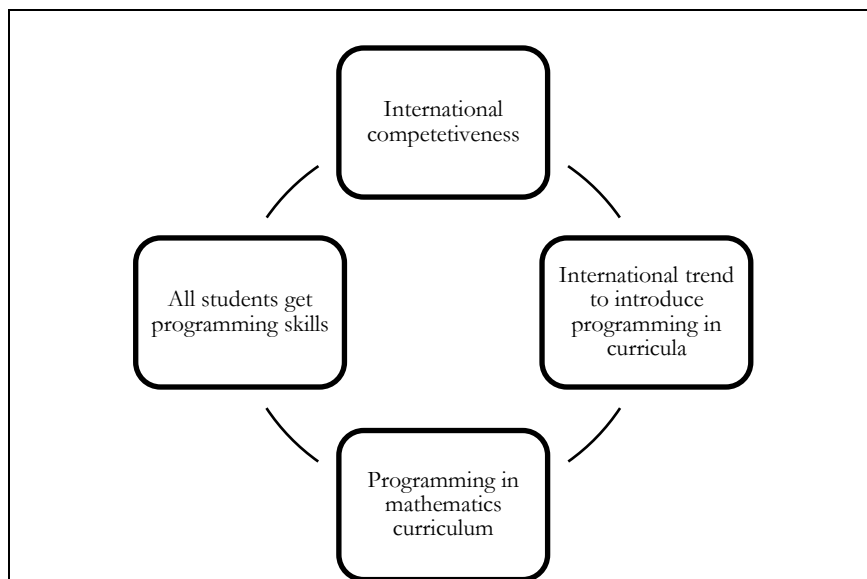 International
competetiveness
International trend
to introduce
programming in
curricula
All students get
programming skills
Programming in
mathematics
curriculum